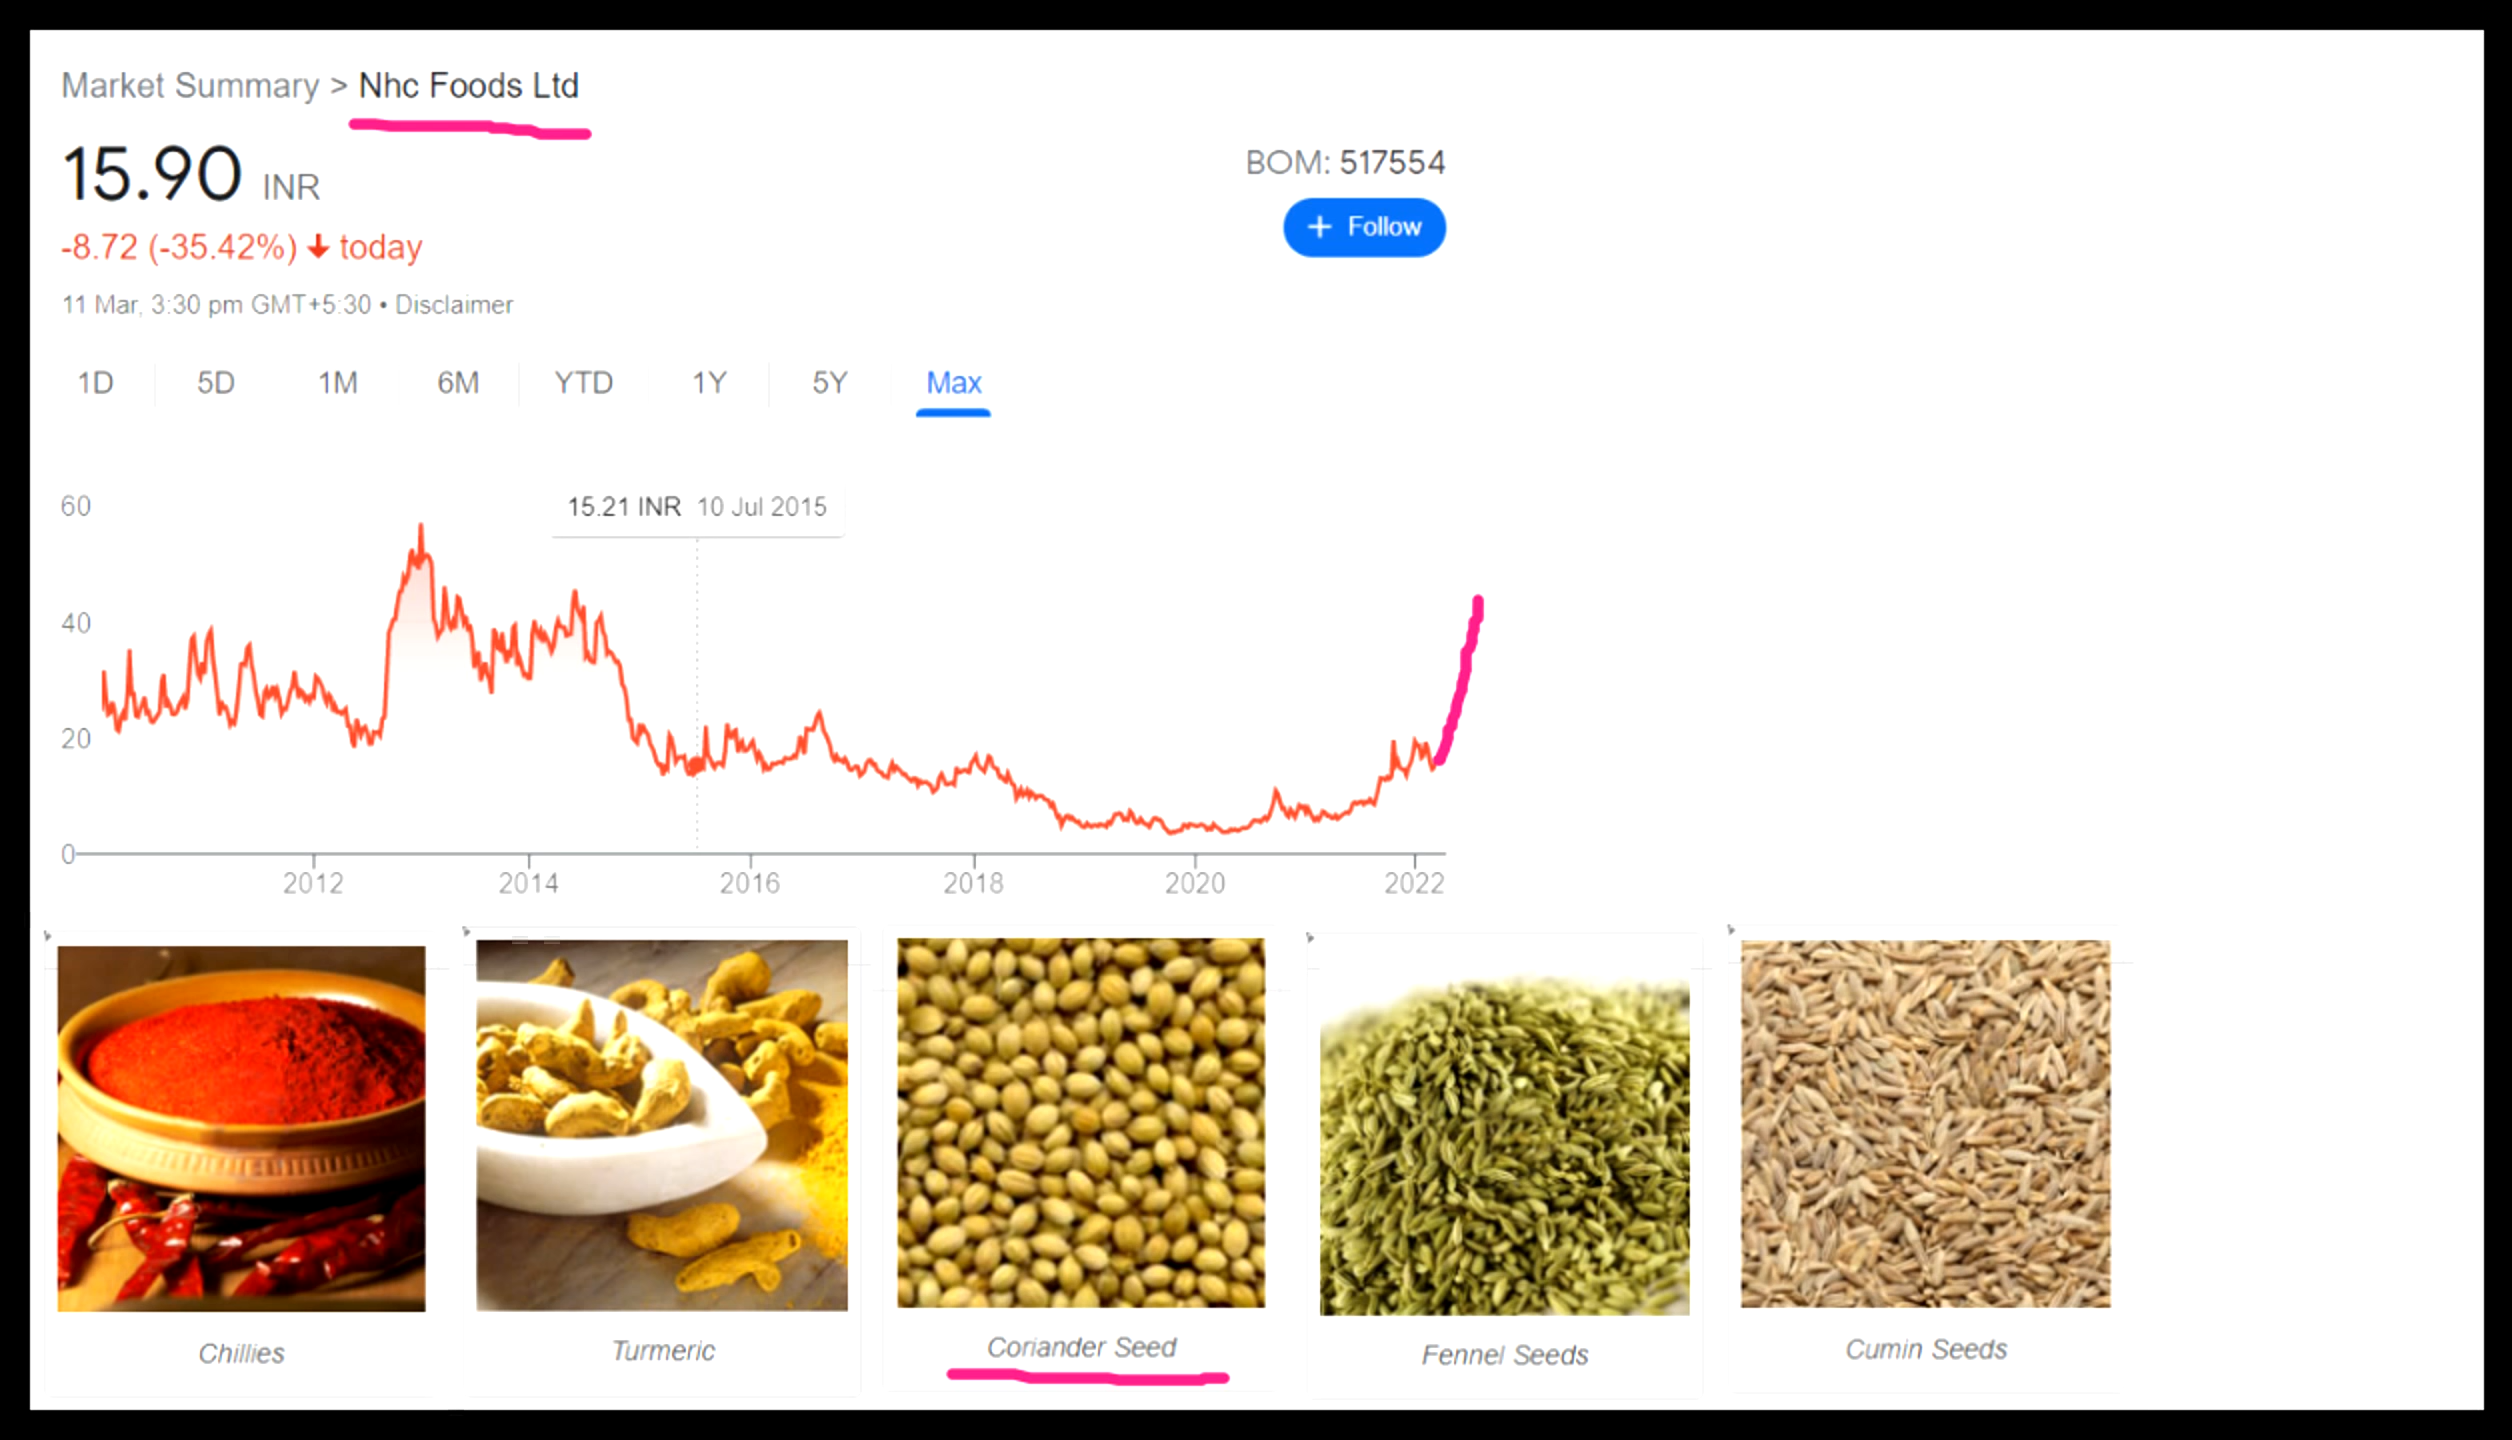 Market Summary > Nhc Foods Ltd
15.90 INR
-8.72 (-35.42%) ↓ today
11 Mar, 3:30 pm GMT+5:30 • Disclaimer
BOM: 517554
+ Follow
1D 5D 1M 6M YTD 1Y 5Y Max
15.21 INR 10 Jul 2015
60
40
20
0
2012 2014 2016 2018 2020 2022
Chillies
Turmeric
Coriander Seed
Fennel Seeds
Cumin Seeds